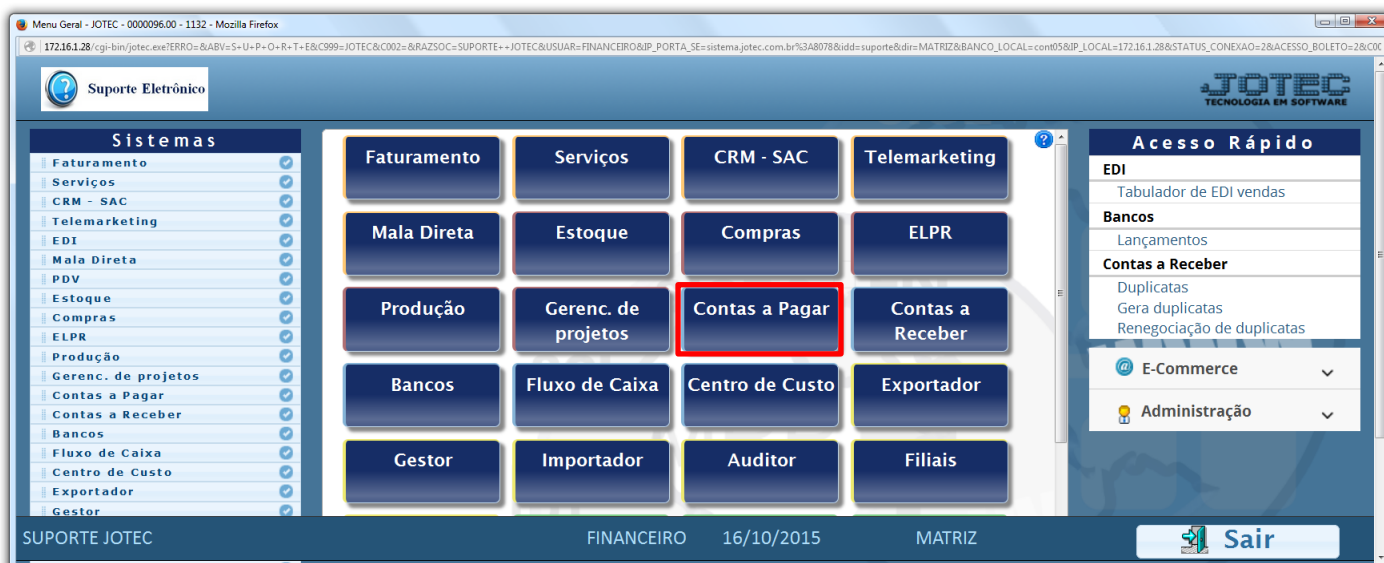 Menu Geral - JOTEC - 0000096.00 - 1132 - Mozilla Firefox
172.16.1.28/cgi-bin/jotec.exe?ERRO=&ABV=S+U+P+O+R+T+E&C999=JOTEC&C002=&RAZSOC=SUPORTE++JOTEC&USUAR=FINANCEIRO&IP_PORTA_SE=sistema.jotec.com.br%3A8078&idd=suporte&dir=MATRIZ&BANCO_LOCAL=cont05&IP_LOCAL=172.16.1.28&STATUS_CONEXAO=2&ACESSO_BOLETO=2&C00
Suporte Eletrônico
JOTEC
TECNOLOGIA EM SOFTWARE
Sistemas
Faturamento
Serviços
CRM - SAC
Telemarketing
EDI
Mala Direta
PDV
Estoque
Compras
ELPR
Produção
Gerenc. de projetos
Contas a Pagar
Contas a Receber
Bancos
Fluxo de Caixa
Centro de Custo
Exportador
Gestor
Faturamento
Serviços
CRM - SAC
Telemarketing
Mala Direta
Estoque
Compras
ELPR
Produção
Gerenc. de
projetos
Contas a Pagar
Contas a
Receber
Bancos
Fluxo de Caixa
Centro de Custo
Exportador
Gestor
Importador
Auditor
Filiais
Acesso Rápido
EDI
Tabulador de EDI vendas
Bancos
Lançamentos
Contas a Receber
Duplicatas
Gera duplicatas
Renegociação de duplicatas
E-Commerce
Administração
SUPORTE JOTEC
FINANCEIRO
16/10/2015
MATRIZ
Sair